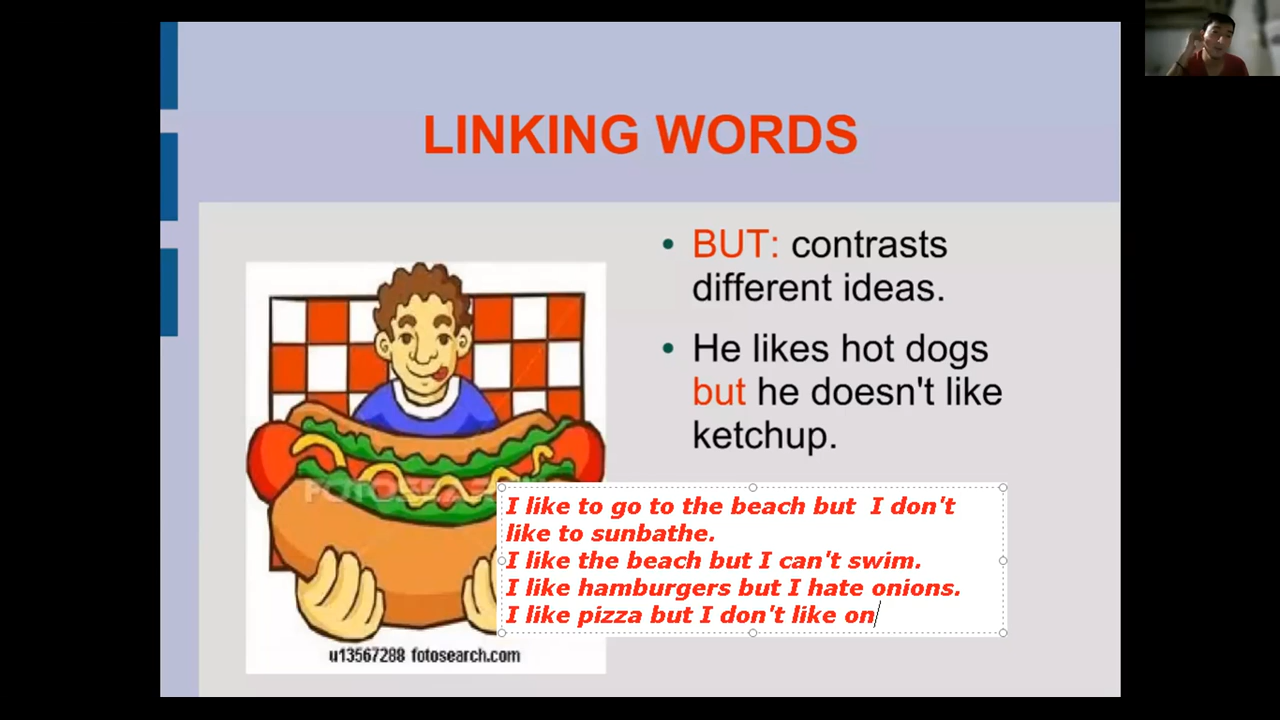 LINKING WORDS
• BUT: contrasts
different ideas.
• He likes hot dogs
but he doesn't like
ketchup.
I like to go to the beach but  I don't
like to sunbathe.
I like the beach but I can't swim.
I like hamburgers but I hate onions.
I like pizza but I don't like on
u13567288 fotosearch.com